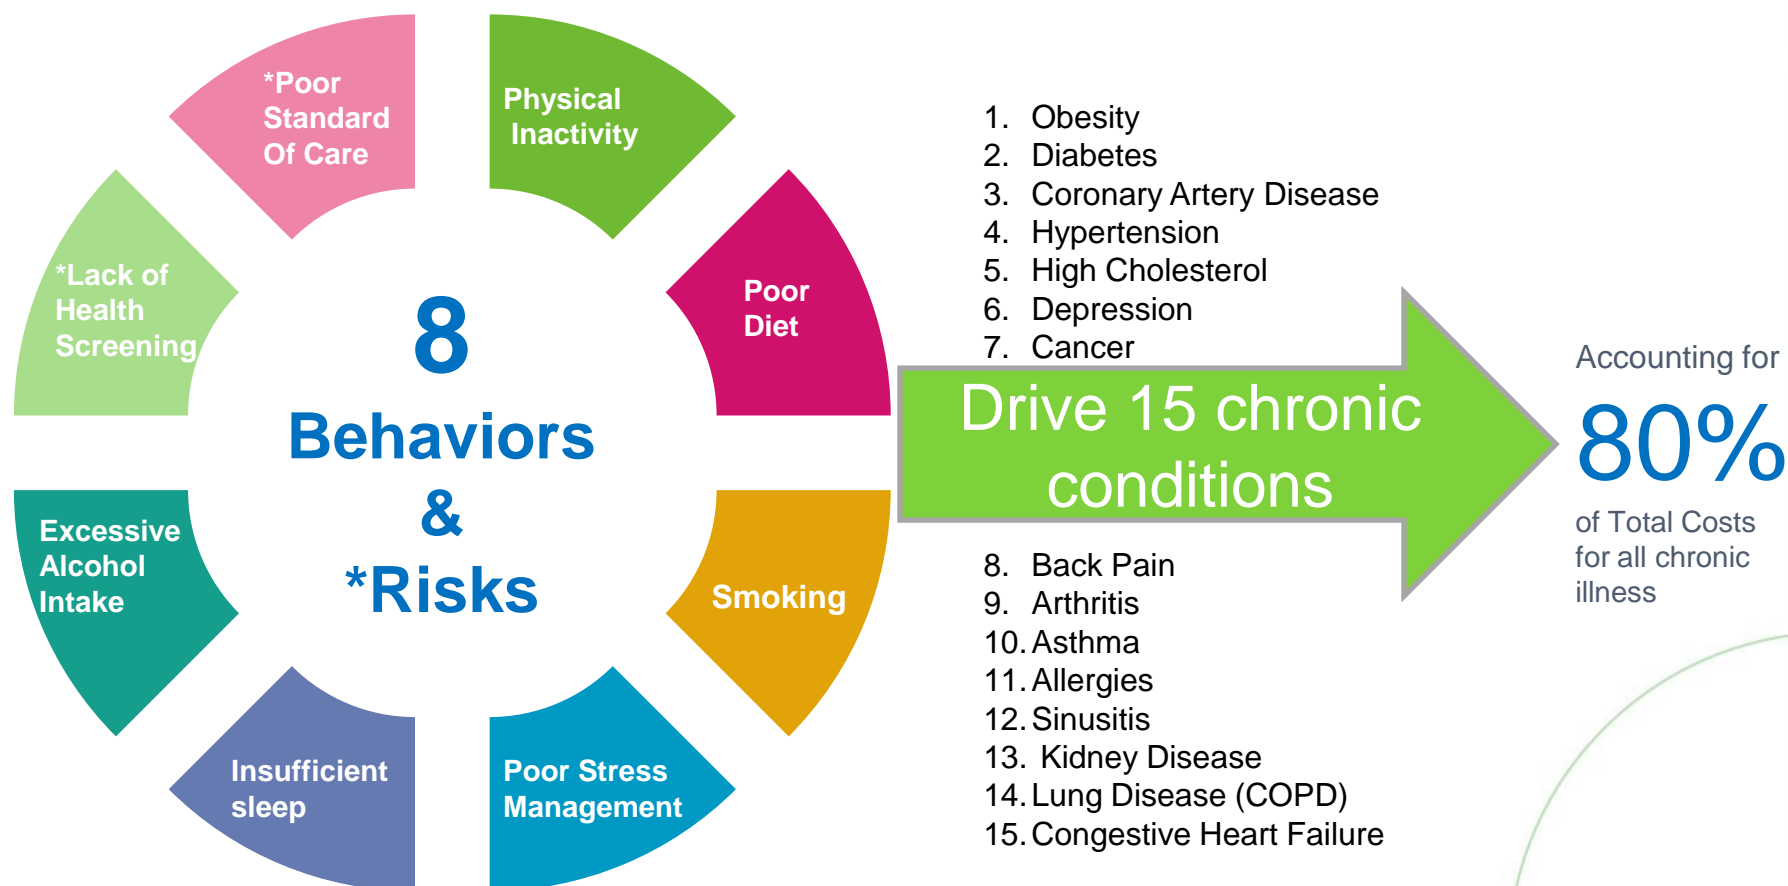 *Poor
Standard
Of Care
Physical
Inactivity
*Lack of
Health
Screening
Poor
Diet
8
Behaviors
&
*Risks
Excessive
Alcohol
Intake
Smoking
Insufficient
sleep
Poor Stress
Management
1. Obesity
2. Diabetes
3. Coronary Artery Disease
4. Hypertension
5. High Cholesterol
6. Depression
7. Cancer
Drive 15 chronic
conditions
8. Back Pain
9. Arthritis
10. Asthma
11. Allergies
12. Sinusitis
13. Kidney Disease
14. Lung Disease (COPD)
15. Congestive Heart Failure
Accounting for
80%
of Total Costs
for all chronic
illness